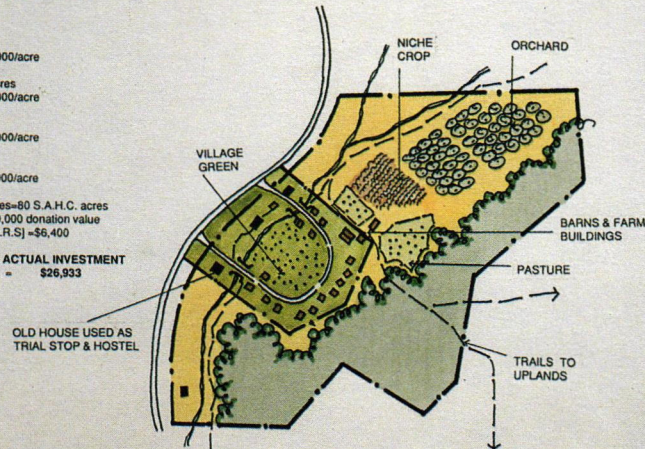 000/acre
res
000/acre
000/acre
000/acre
es=80 S.A.H.C. acres
0,000 donation value
.R.S] =$6,400
ACTUAL INVESTMENT
= $26,933
NICHE
CROP
ORCHARD
VILLAGE
GREEN
BARNS & FARM
BUILDINGS
PASTURE
OLD HOUSE USED AS
TRIAL STOP & HOSTEL
TRAILS TO
UPLANDS